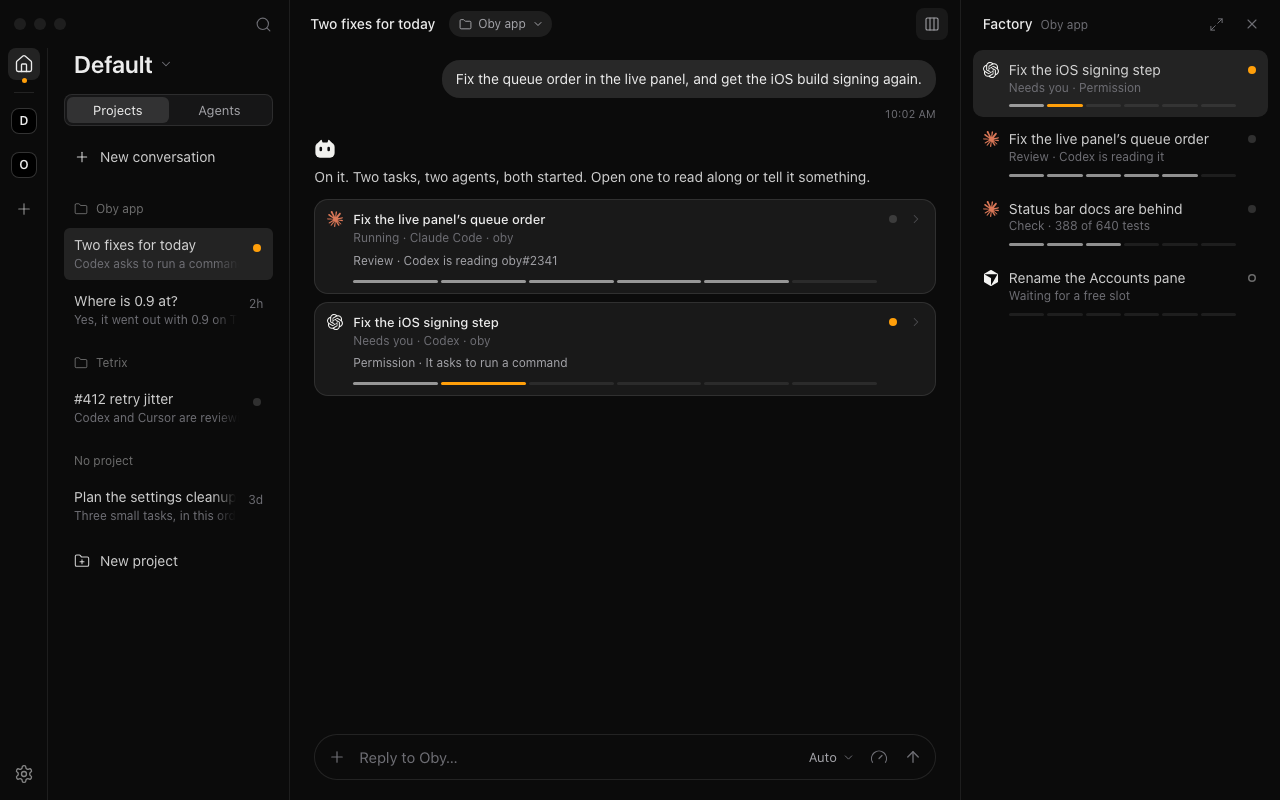 Default
Projects
Agents
New conversation
D
O
Oby app
Two fixes for today
Codex asks to run a comman
Where is 0.9 at?
2h
Yes, it went out with 0.9 on
Tetrix
#412 retry jitter
Codex and Cursor are review
No project
Plan the settings cleanup
3d
Three small tasks, in this ord
New project
Two fixes for today
Oby app
Fix the queue order in the live panel, and get the iOS build signing again.
10:02 AM
On it. Two tasks, two agents, both started. Open one to read along or tell it something.
Fix the live panel’s queue order
Running · Claude Code · oby
Review · Codex is reading oby#2341
Fix the iOS signing step
Needs you · Codex · oby
Permission · It asks to run a command
Reply to Oby…
Auto
Factory
Oby app
Fix the iOS signing step
Needs you · Permission
Fix the live panel’s queue order
Review · Codex is reading it
Status bar docs are behind
Check · 388 of 640 tests
Rename the Accounts pane
Waiting for a free slot